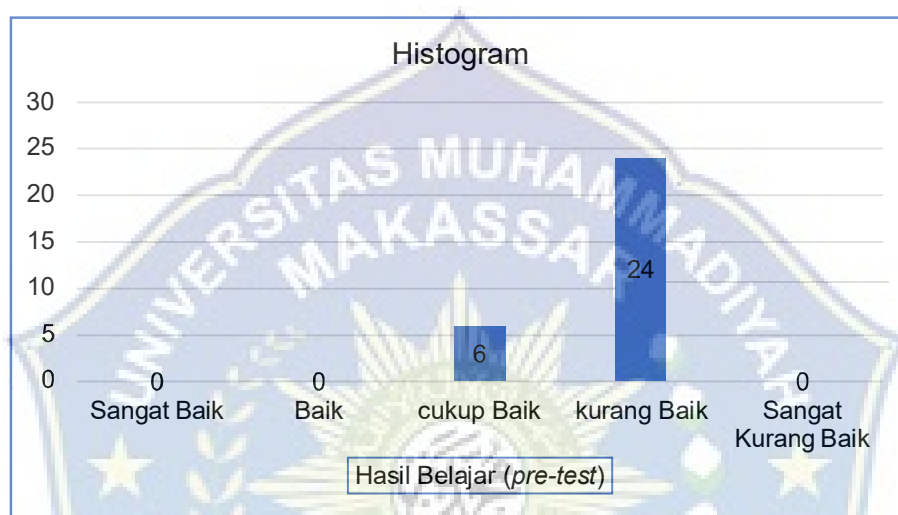 Histogram
30
25
20
15
10
5
0
0 0 6 24 0
Sangat Baik Baik cukup Baik kurang Baik Sangat
Kurang Baik
Hasil Belajar (pre-test)
UNIVERSITAS MUHAMMADIYAH
MAKASSAR